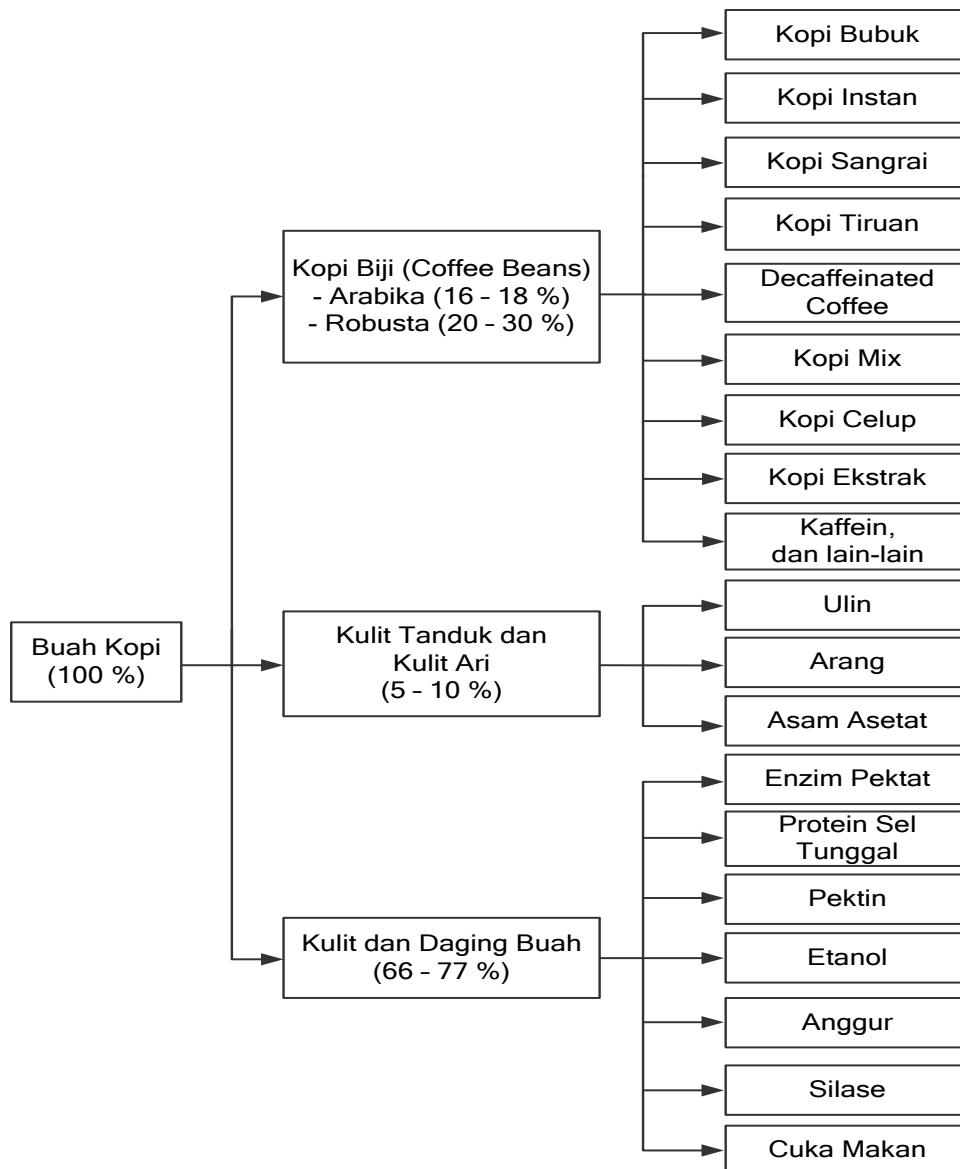 Buah Kopi
(100 %)
Kopi Biji (Coffee Beans)
- Arabika (16 – 18 %)
- Robusta (20 – 30 %)
Kopi Bubuk
Kopi Instan
Kopi Sangrai
Kopi Tiruan
Decaffeinated
Coffee
Kopi Mix
Kopi Celup
Kopi Ekstrak
Kaffein,
dan lain-lain
Kulit Tanduk dan
Kulit Ari
(5 – 10 %)
Ulin
Arang
Asam Asetat
Kulit dan Daging Buah
(66 – 77 %)
Enzim Pektat
Protein Sel
Tunggal
Pektin
Etanol
Anggur
Silase
Cuka Makan